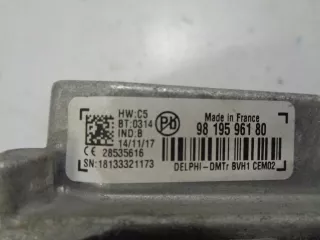 HW:C5
BT:0314
IND:B
14/11/17
28535616
SN:18133321173
Pb
Made in France
98 195 961 80
DELPHI-DMTr BVH1 CEM02